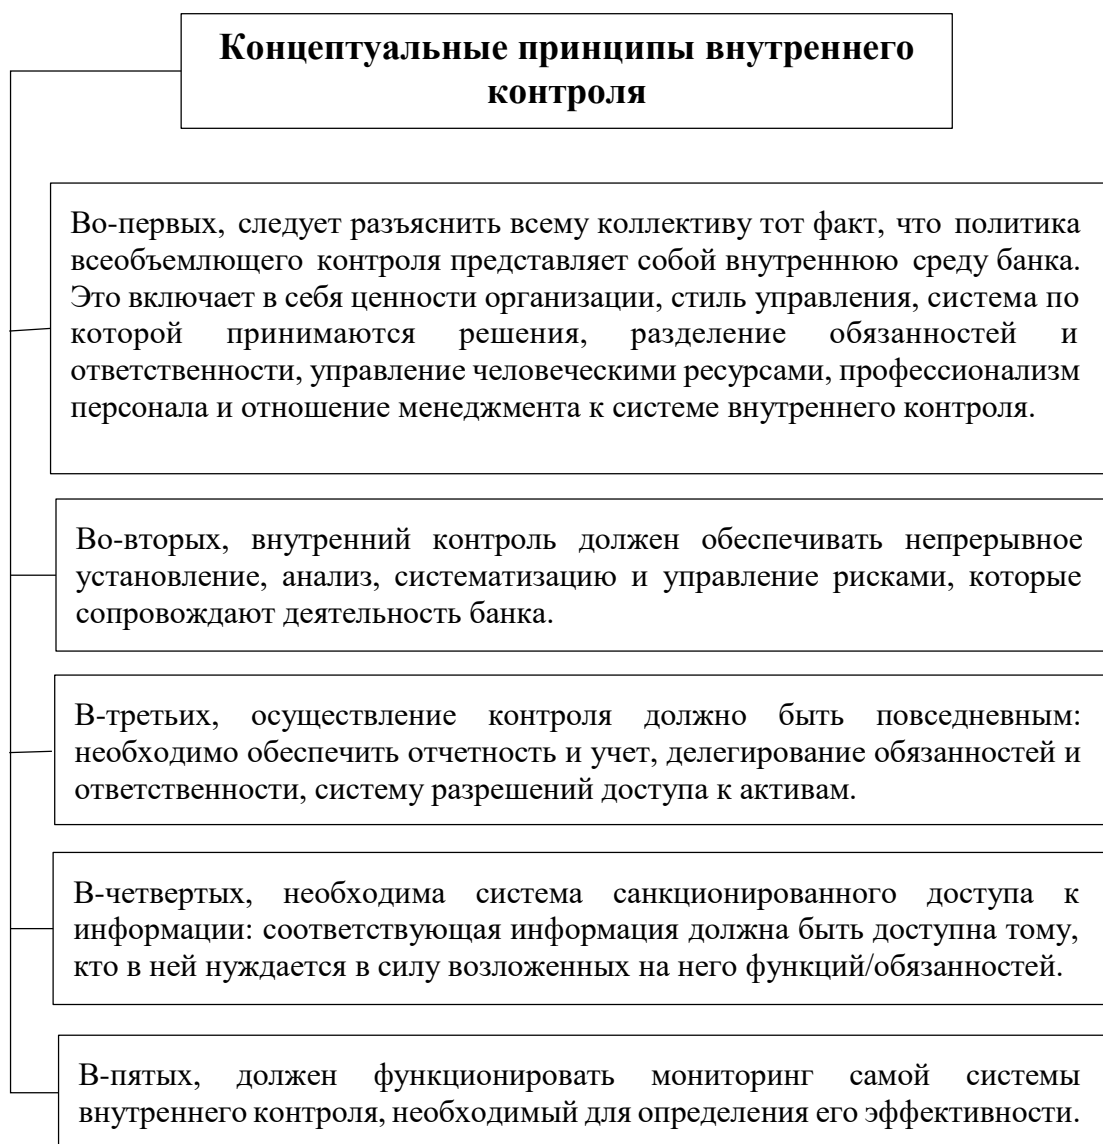 Концептуальные принципы внутреннего
контроля
Во-первых, следует разъяснить всему коллективу тот факт, что политика
всеобъемлющего контроля представляет собой внутреннюю среду банка.
Это включает в себя ценности организации, стиль управления, система по
которой принимаются решения, разделение обязанностей и
ответственности, управление человеческими ресурсами, профессионализм
персонала и отношение менеджмента к системе внутреннего контроля.
Во-вторых, внутренний контроль должен обеспечивать непрерывное
установление, анализ, систематизацию и управление рисками, которые
сопровождают деятельность банка.
В-третьих, осуществление контроля должно быть повседневным:
необходимо обеспечить отчетность и учет, делегирование обязанностей и
ответственности, систему разрешений доступа к активам.
В-четвертых, необходима система санкционированного доступа к
информации: соответствующая информация должна быть доступна тому,
кто в ней нуждается в силу возложенных на него функций/обязанностей.
В-пятых, должен функционировать мониторинг самой системы
внутреннего контроля, необходимый для определения его эффективности.